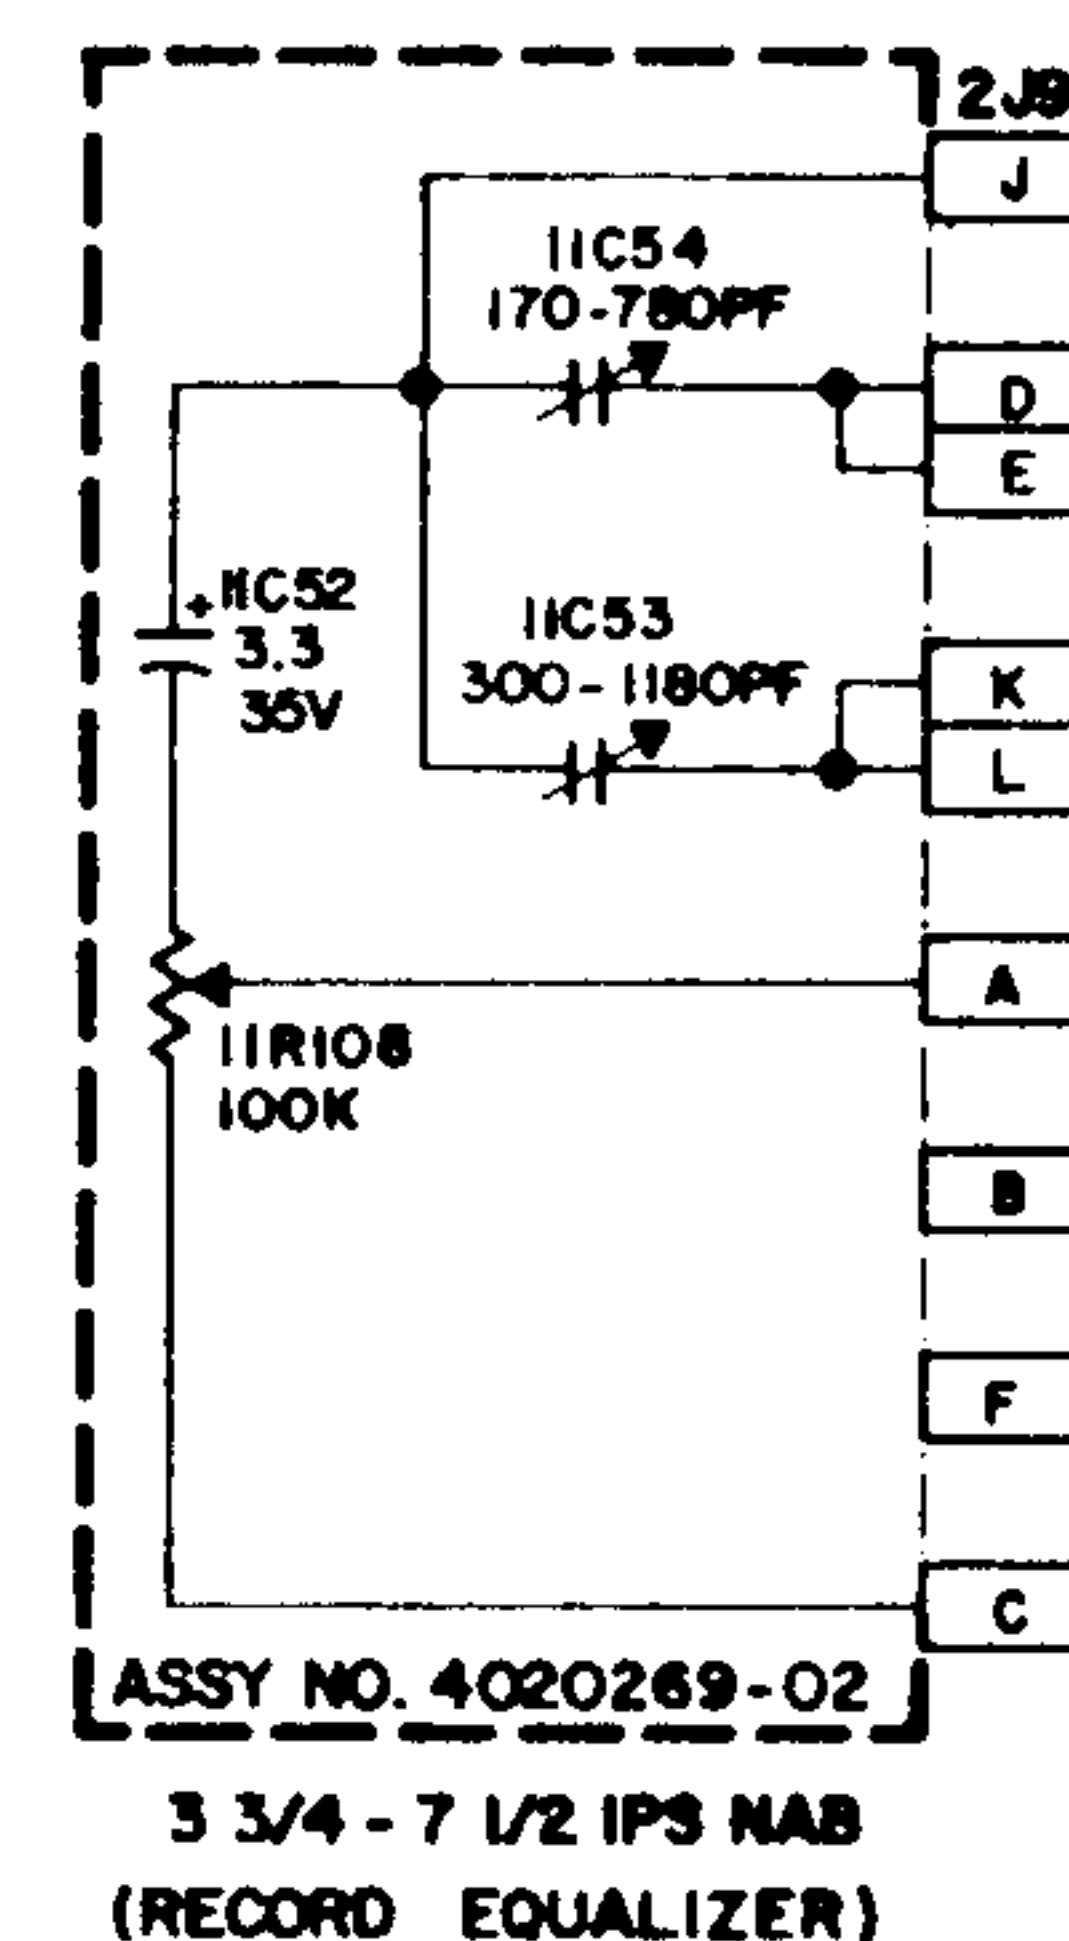 2J9
J
11C54
170-780PF
D
E
+ 11C52
3.3
35V
11C53
300-1180PF
K
L
A
11R108
100K
B
F
C
ASSY NO. 4020269-02
3 3/4 - 7 1/2 IPS NAB
(RECORD EQUALIZER)